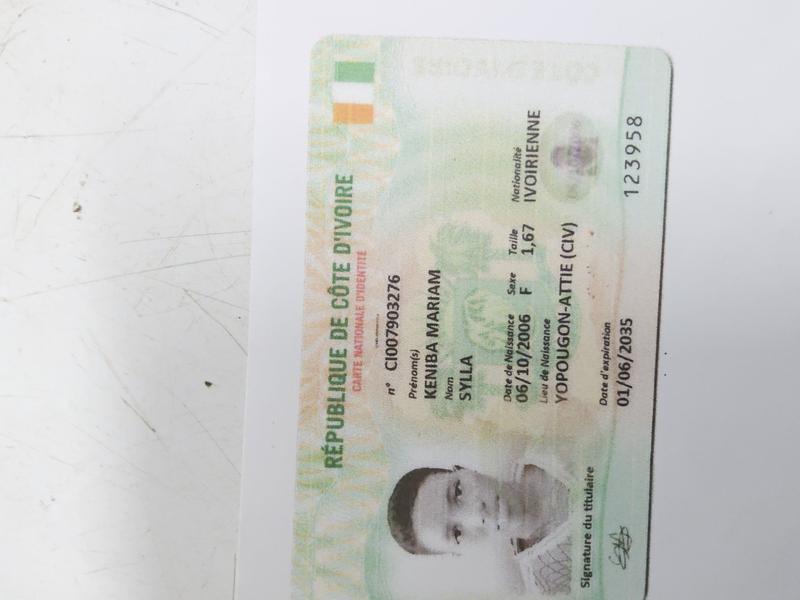 CÔTE D'IVOIRE
RÉPUBLIQUE DE CÔTE D'IVOIRE
CARTE NATIONALE D'IDENTITÉ
n° CI007903276
Prénom(s)
KENIBA MARIAM
Nom
SYLLA
Date de Naissance Sexe Taille Nationalité
06/10/2006 F 1,67 IVOIRIENNE
Lieu de Naissance
YOPOUGON-ATTIE (CIV)
Date d'expiration
01/06/2035
123958
Signature du titulaire